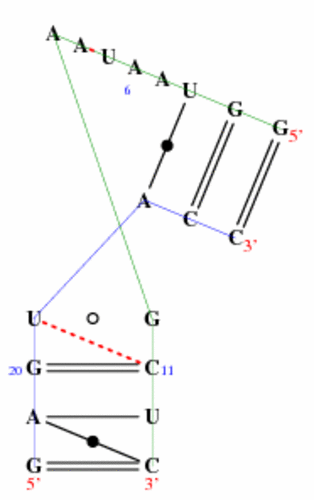 A A U A A U G G 5'
6
A C C 3'
U G
20 G C 11
A U
G C
5' 3'